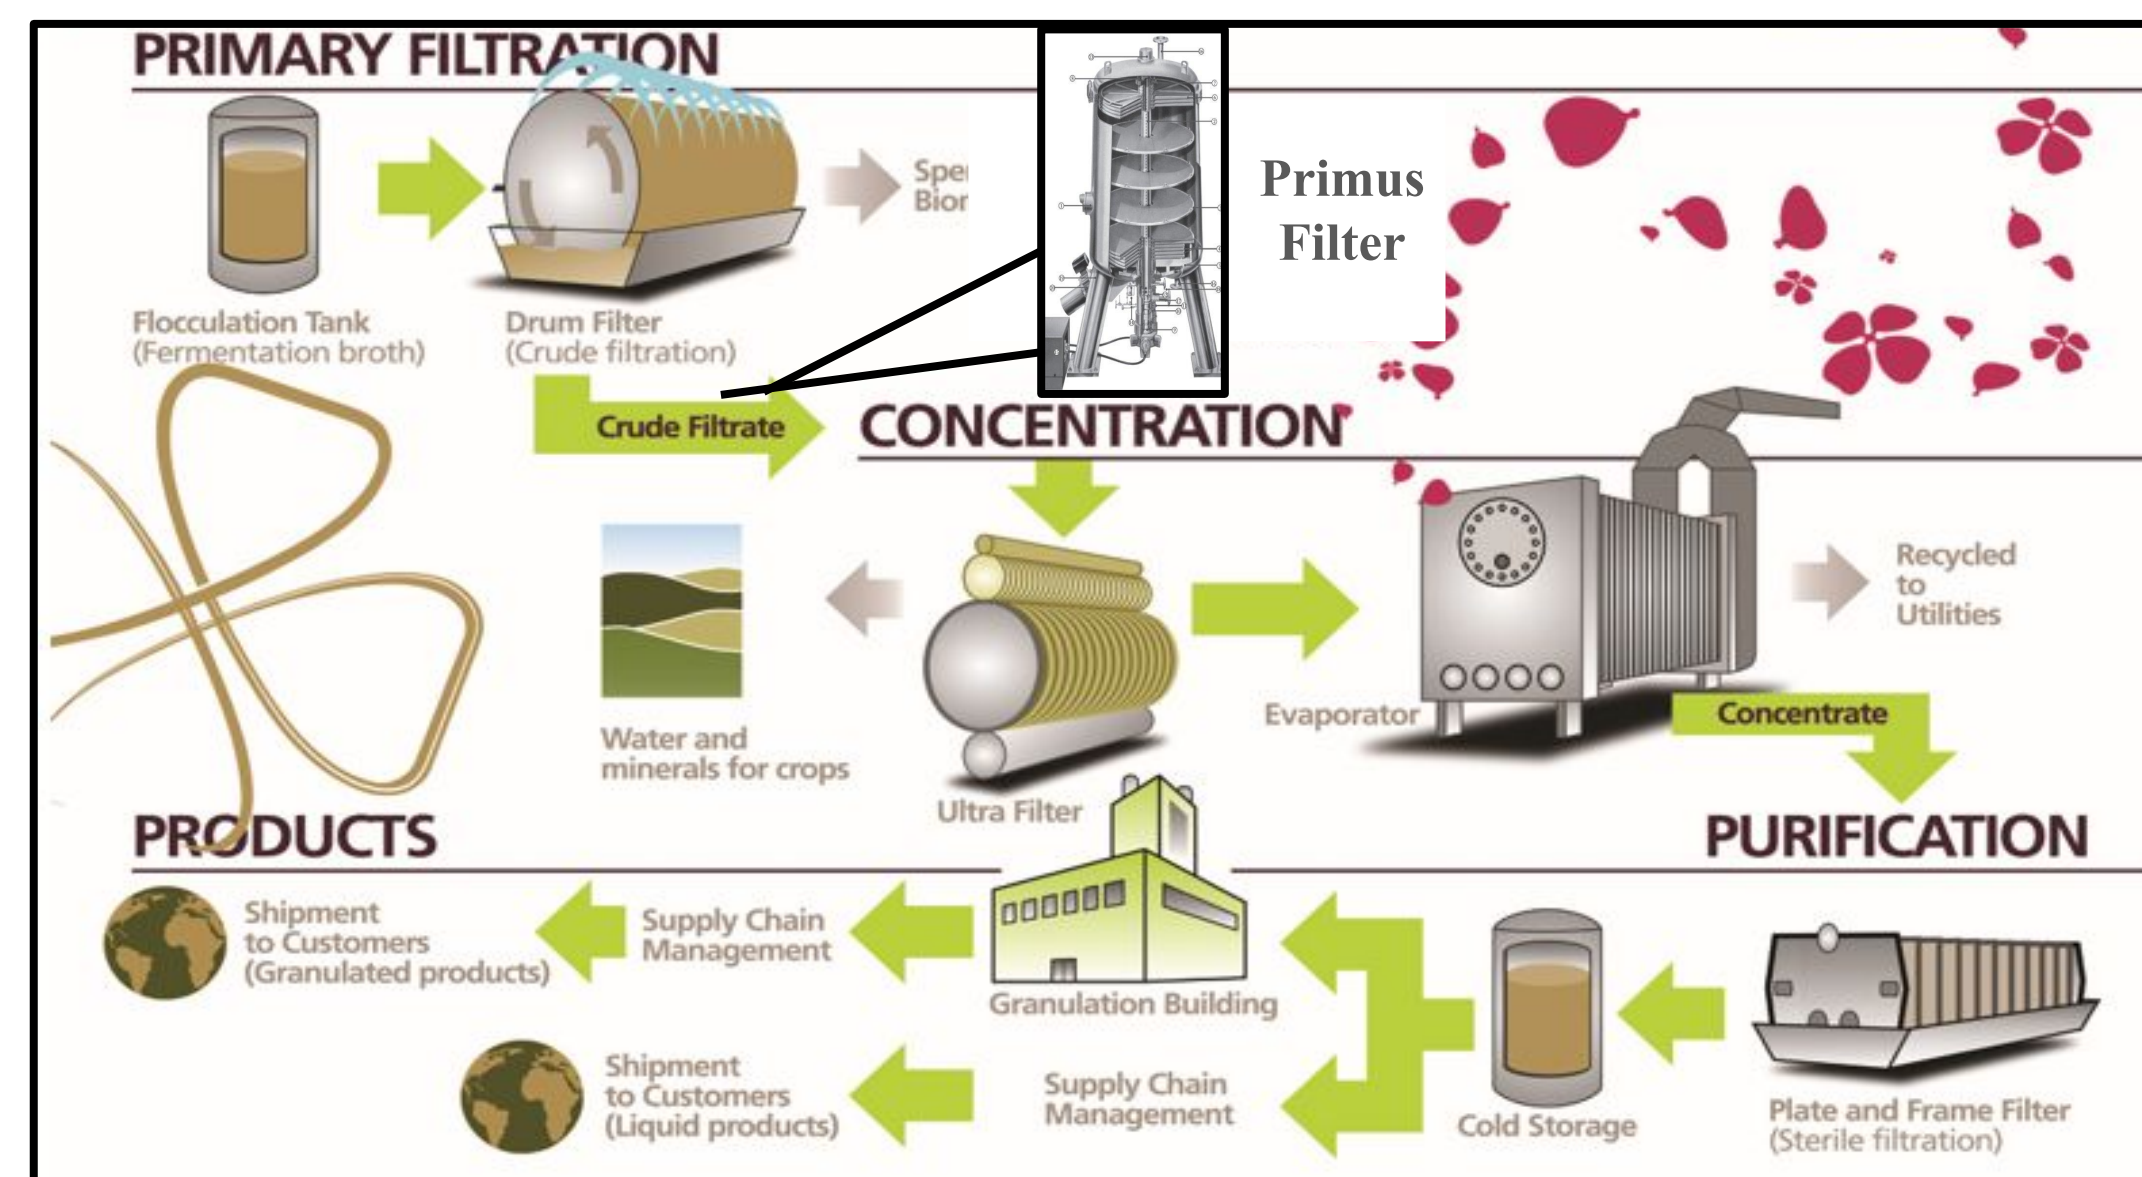 PRIMARY FILTRATION
Primus
Filter
Flocculation Tank
(Fermentation broth)
Drum Filter
(Crude filtration)
Crude Filtrate
CONCENTRATION
Water and
minerals for crops
Ultra Filter
Evaporator
Recycled
to
Utilities
Concentrate
PURIFICATION
Plate and Frame Filter
(Sterile filtration)
Cold Storage
Granulation Building
Supply Chain
Management
PRODUCTS
Shipment
to Customers
(Granulated products)
Supply Chain
Management
Shipment
to Customers
(Liquid products)